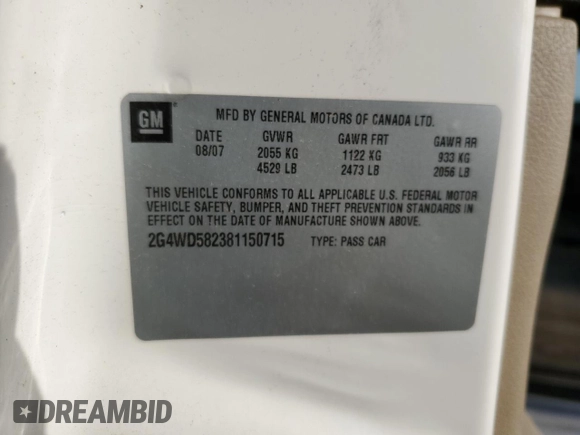 GM
MFD BY GENERAL MOTORS OF CANADA LTD.
DATE GVWR GAWR FRT GAWR RR
08/07 2055 KG 1122 KG 933 KG
4529 LB 2473 LB 2056 LB
THIS VEHICLE CONFORMS TO ALL APPLICABLE U.S. FEDERAL MOTOR
VEHICLE SAFETY, BUMPER, AND THEFT PREVENTION STANDARDS IN
EFFECT ON THE DATE OF MANUFACTURE SHOWN ABOVE.
2G4WD582381150715 TYPE: PASS CAR
DREAMBID